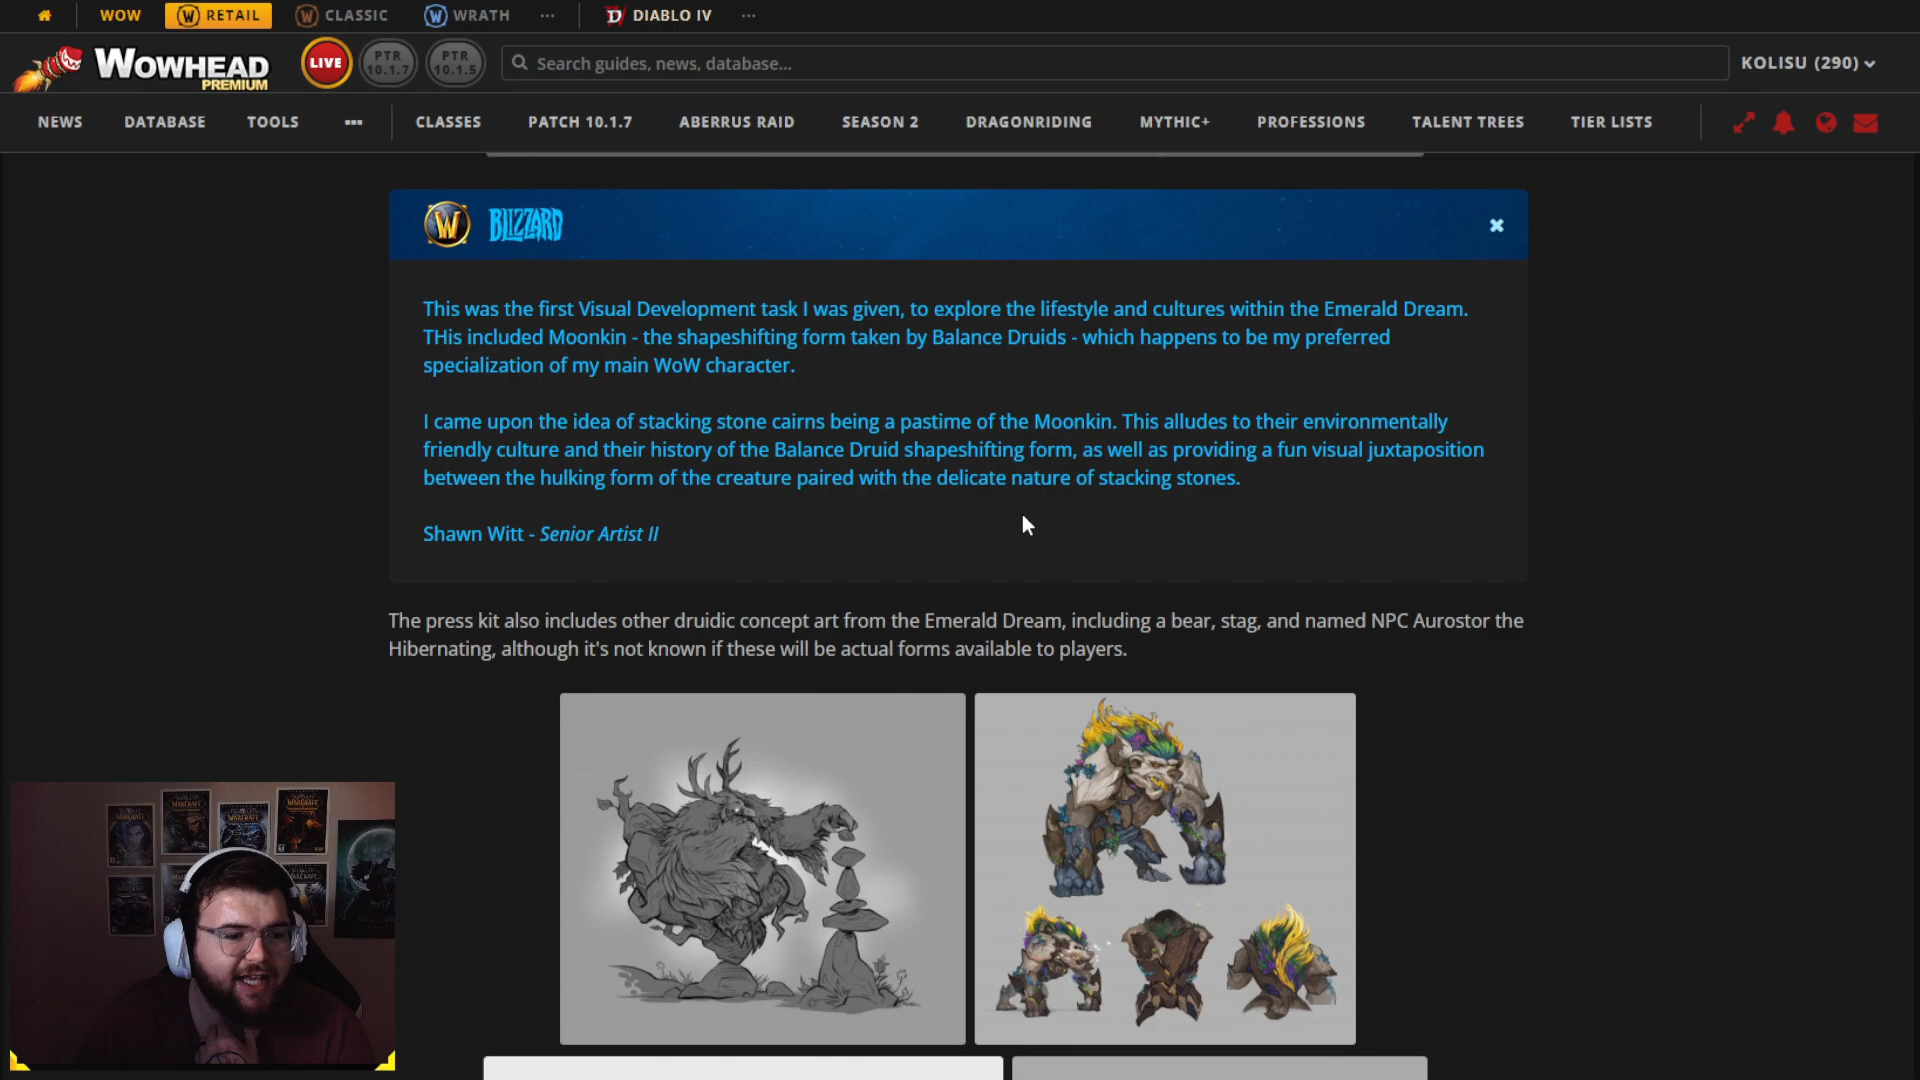 WOW
RETAIL
CLASSIC
WRATH
DIABLO IV
WOWHEAD
PREMIUM
LIVE
PTR
10.1.7
PTR
10.1.5
Search guides, news, database...
KOLISU (290)
NEWS
DATABASE
TOOLS
CLASSES
PATCH 10.1.7
ABERRUS RAID
SEASON 2
DRAGONRIDING
MYTHIC+
PROFESSIONS
TALENT TREES
TIER LISTS
BLIZZARD
This was the first Visual Development task I was given, to explore the lifestyle and cultures within the Emerald Dream.
THis included Moonkin - the shapeshifting form taken by Balance Druids - which happens to be my preferred
specialization of my main WoW character.
I came upon the idea of stacking stone cairns being a pastime of the Moonkin. This alludes to their environmentally
friendly culture and their history of the Balance Druid shapeshifting form, as well as providing a fun visual juxtaposition
between the hulking form of the creature paired with the delicate nature of stacking stones.
Shawn Witt - Senior Artist II
The press kit also includes other druidic concept art from the Emerald Dream, including a bear, stag, and named NPC Aurostor the
Hibernating, although it's not known if these will be actual forms available to players.